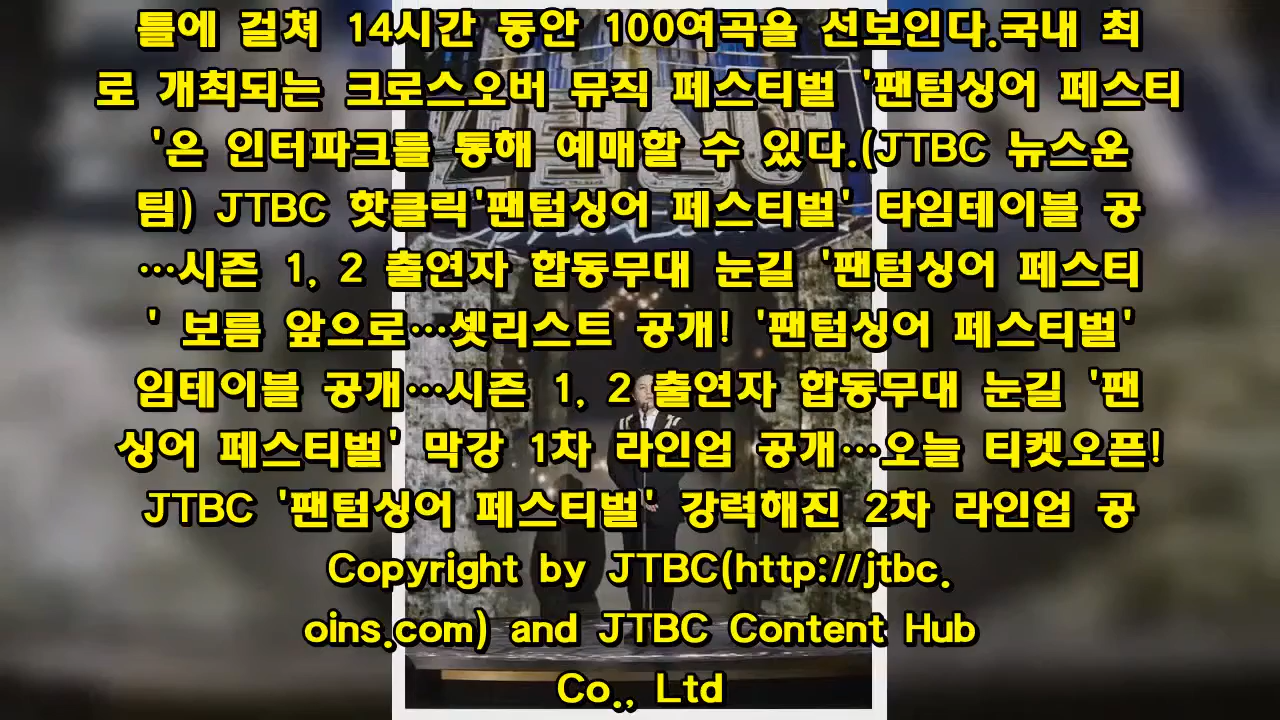 틀에 걸쳐 14시간 동안 100여곡을 선보인다.국내 최
로 개최되는 크로스오버 뮤직 페스티벌 '팬텀싱어 페스티
'은 인터파크를 통해 예매할 수 있다.(JTBC 뉴스운
팀) JTBC 핫클릭'팬텀싱어 페스티벌' 타임테이블 공
…시즌 1, 2 출연자 합동무대 눈길 '팬텀싱어 페스티
' 보름 앞으로…셋리스트 공개! '팬텀싱어 페스티벌'
임테이블 공개…시즌 1, 2 출연자 합동무대 눈길 '팬
싱어 페스티벌' 막강 1차 라인업 공개…오늘 티켓오픈!
JTBC '팬텀싱어 페스티벌' 강력해진 2차 라인업 공
Copyright by JTBC(http://jtbc.
oins.com) and JTBC Content Hub
Co., Ltd